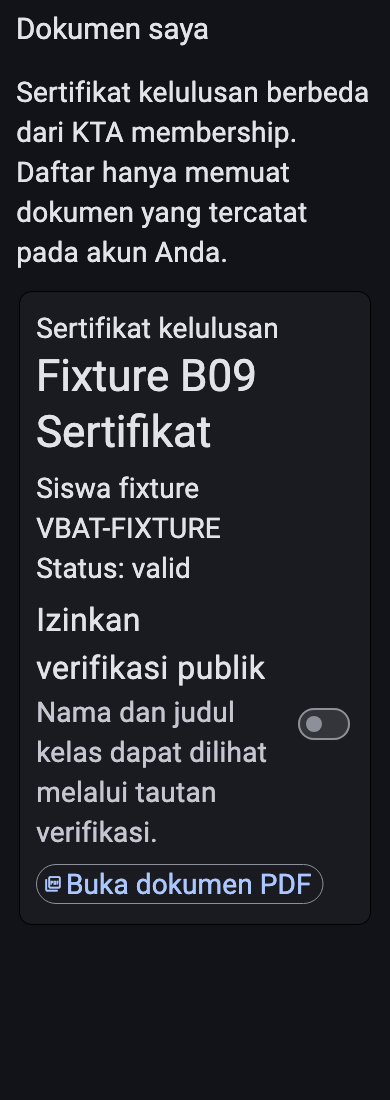 Dokumen saya
Sertifikat kelulusan berbeda
dari KTA membership.
Daftar hanya memuat
dokumen yang tercatat
pada akun Anda.
Sertifikat kelulusan
Fixture B09
Sertifikat
Siswa fixture
VBAT-FIXTURE
Status: valid
Izinkan
verifikasi publik
Nama dan judul
kelas dapat dilihat
melalui tautan
verifikasi.
Buka dokumen PDF